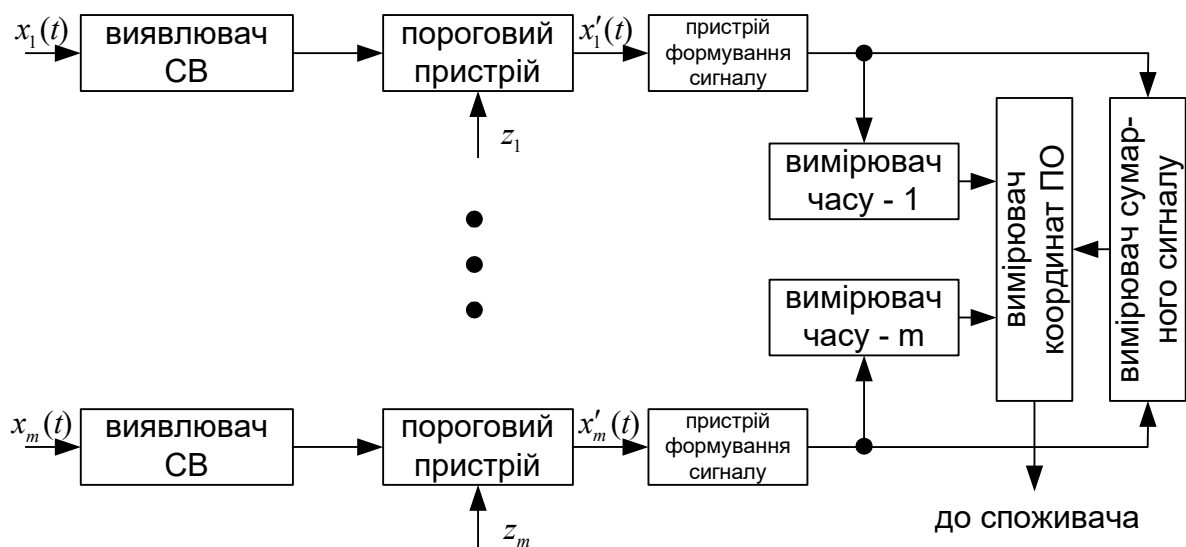 x₁(t)
виявлювач
СВ
пороговий
пристрій
x′₁(t)
пристрій
формування
сигналу
z₁
вимірювач
часу - 1
вимірювач
координат ПО
вимірювач сумар-
ного сигналу
вимірювач
часу - m
xₘ(t)
виявлювач
СВ
пороговий
пристрій
x′ₘ(t)
пристрій
формування
сигналу
zₘ
до споживача